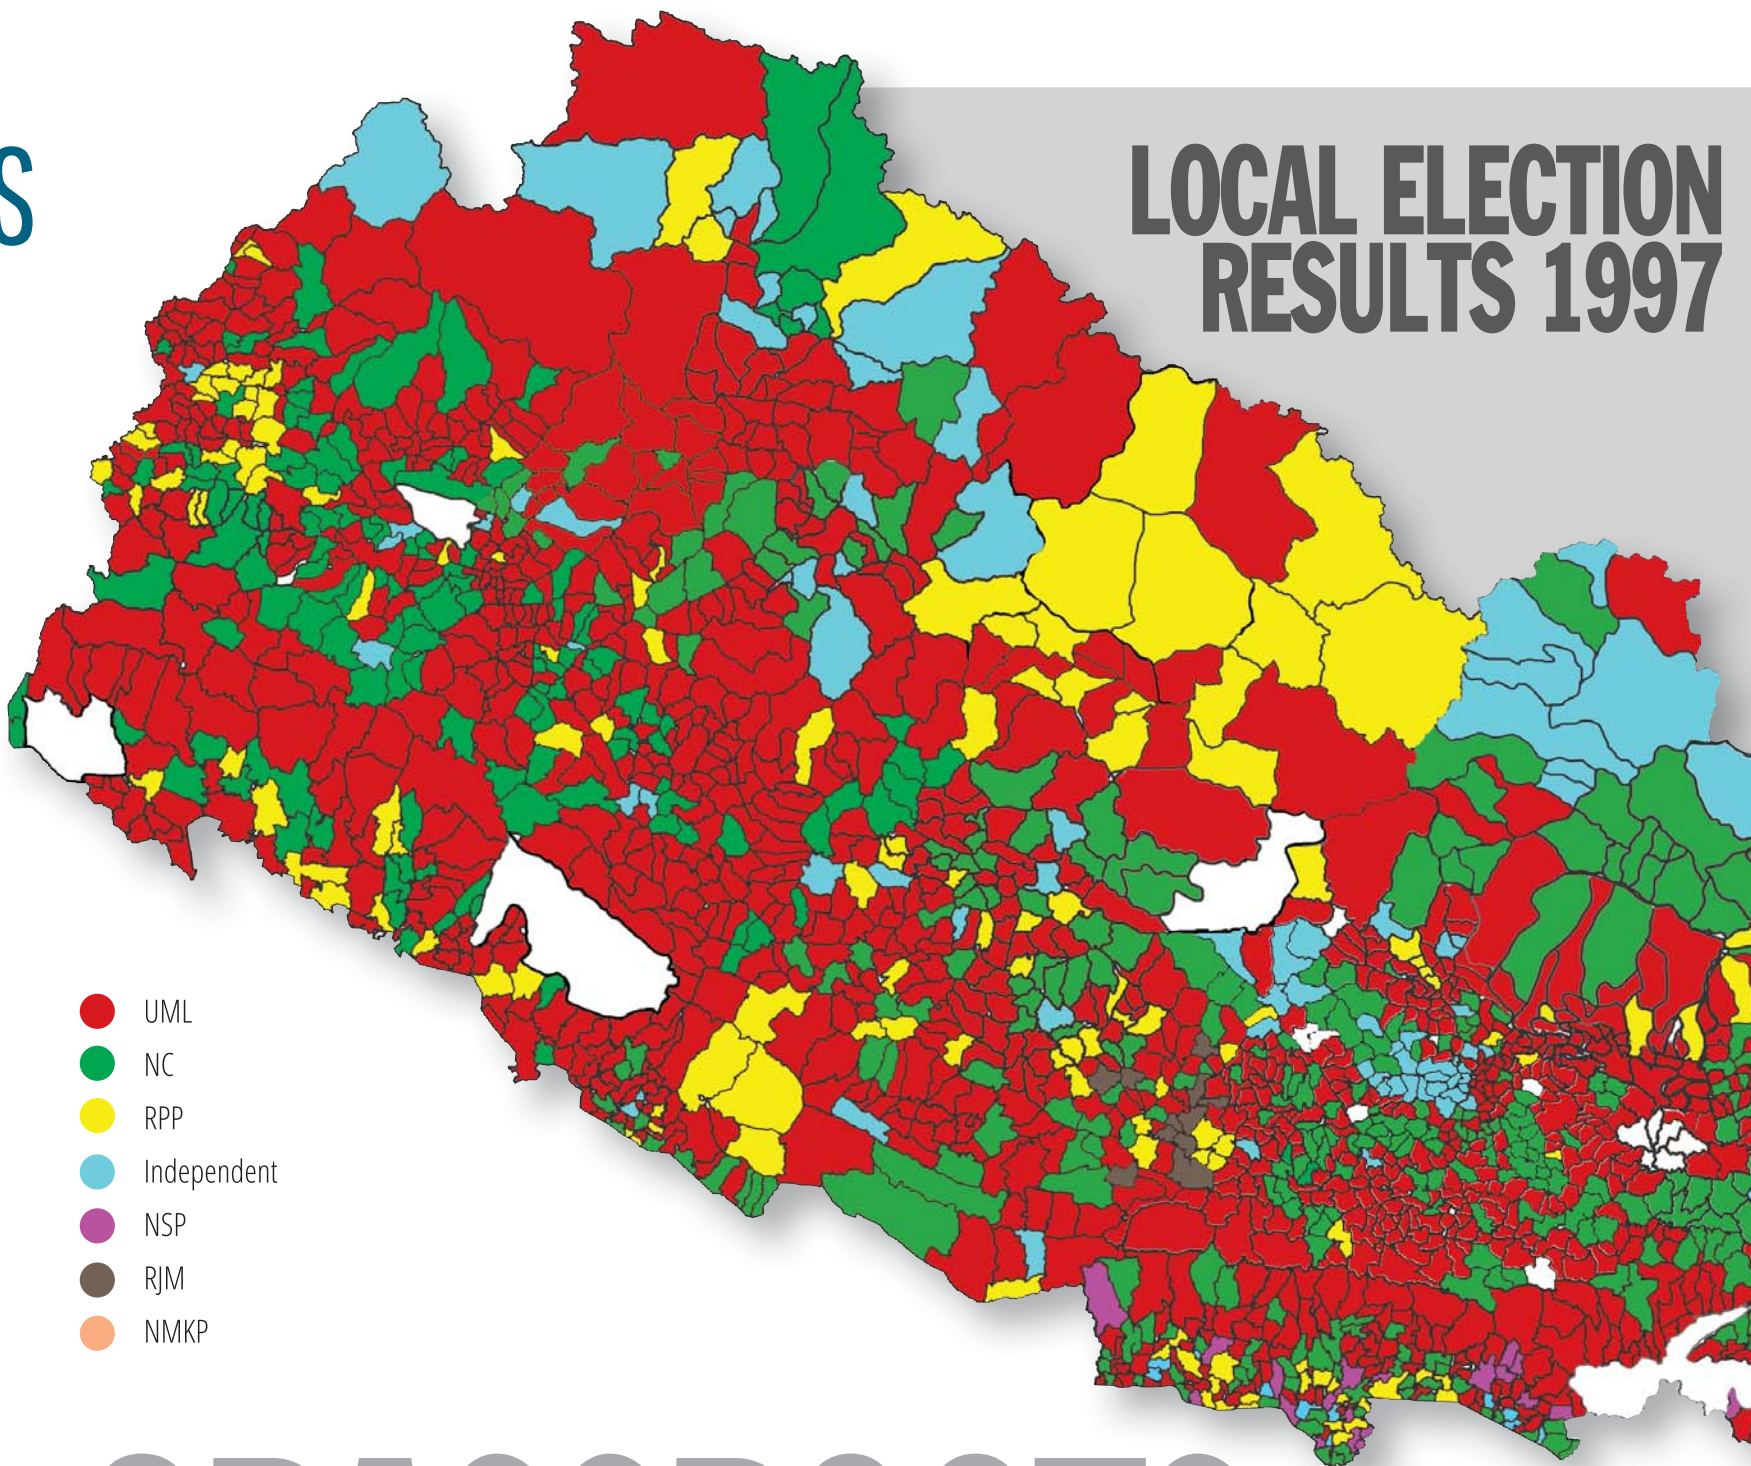 S
LOCAL ELECTION
RESULTS 1997
UML
NC
RPP
Independent
NSP
RJM
NMKP